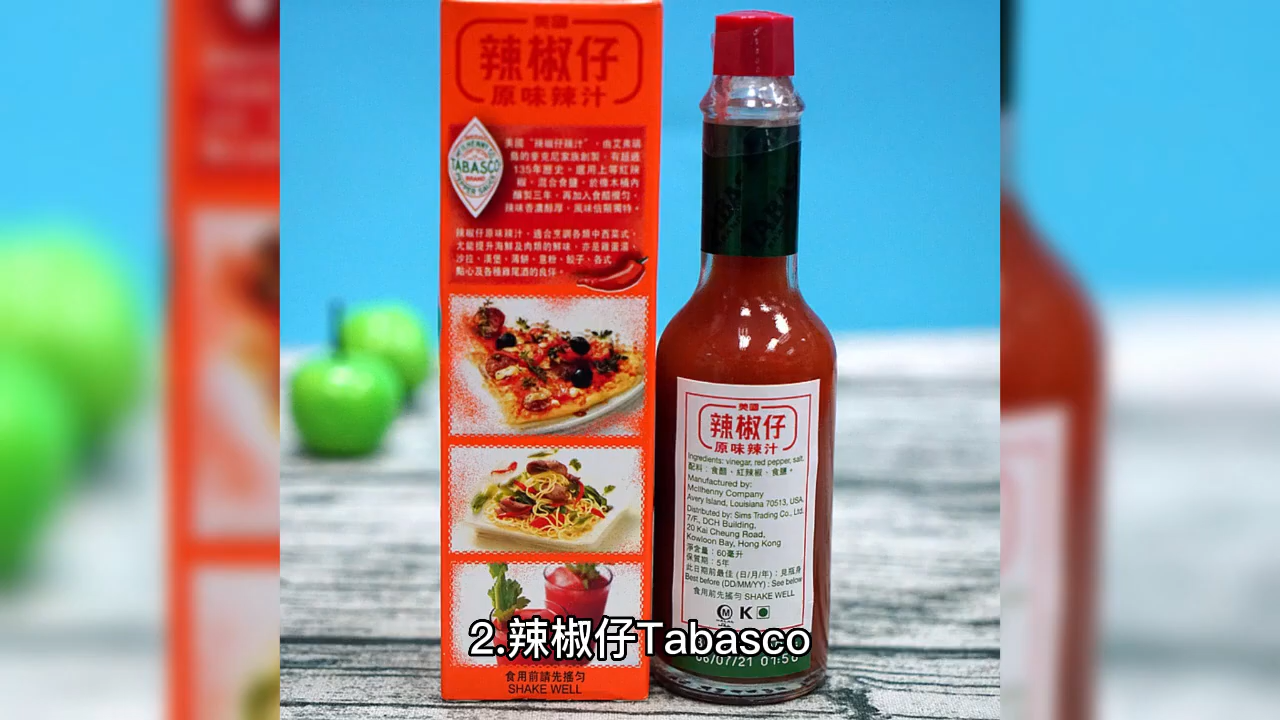 美國
辣椒仔
原味辣汁
TABASCO
BRAND
PEPPER SAUCE
美國“辣椒仔辣汁”，由艾弗瑞
島的麥克尼家族創製，有超過
135年歷史。選用上等紅辣
椒，混合食鹽，於橡木桶內
釀製三年，再加入食醋攪勻。
辣味香濃醇厚，風味倍顯獨特。
辣椒仔原味辣汁，適合烹調各類中西菜式，
尤能提升海鮮及肉類的鮮味，亦是雞蛋湯
沙拉、漢堡、薄餅、意粉、餃子、各式
點心及各種雞尾酒的良伴。
食用前請先搖勻
SHAKE WELL
美國
辣椒仔
原味辣汁
Ingredients: vinegar, red pepper, salt.
配料：食醋、紅辣椒、食鹽。
Manufactured by:
McIlhenny Company
Avery Island, Louisiana 70513, USA.
Distributed by: Sims Trading Co., Ltd.
7/F., DCH Building,
20 Kai Cheung Road,
Kowloon Bay, Hong Kong
淨含量：60毫升
保質期：5年
此日期前最佳 (日/月/年)：見瓶身
Best before (DD/MM/YY) : See below
食用前先搖勻 SHAKE WELL
M K
06/07/21 01:56
2.辣椒仔Tabasco